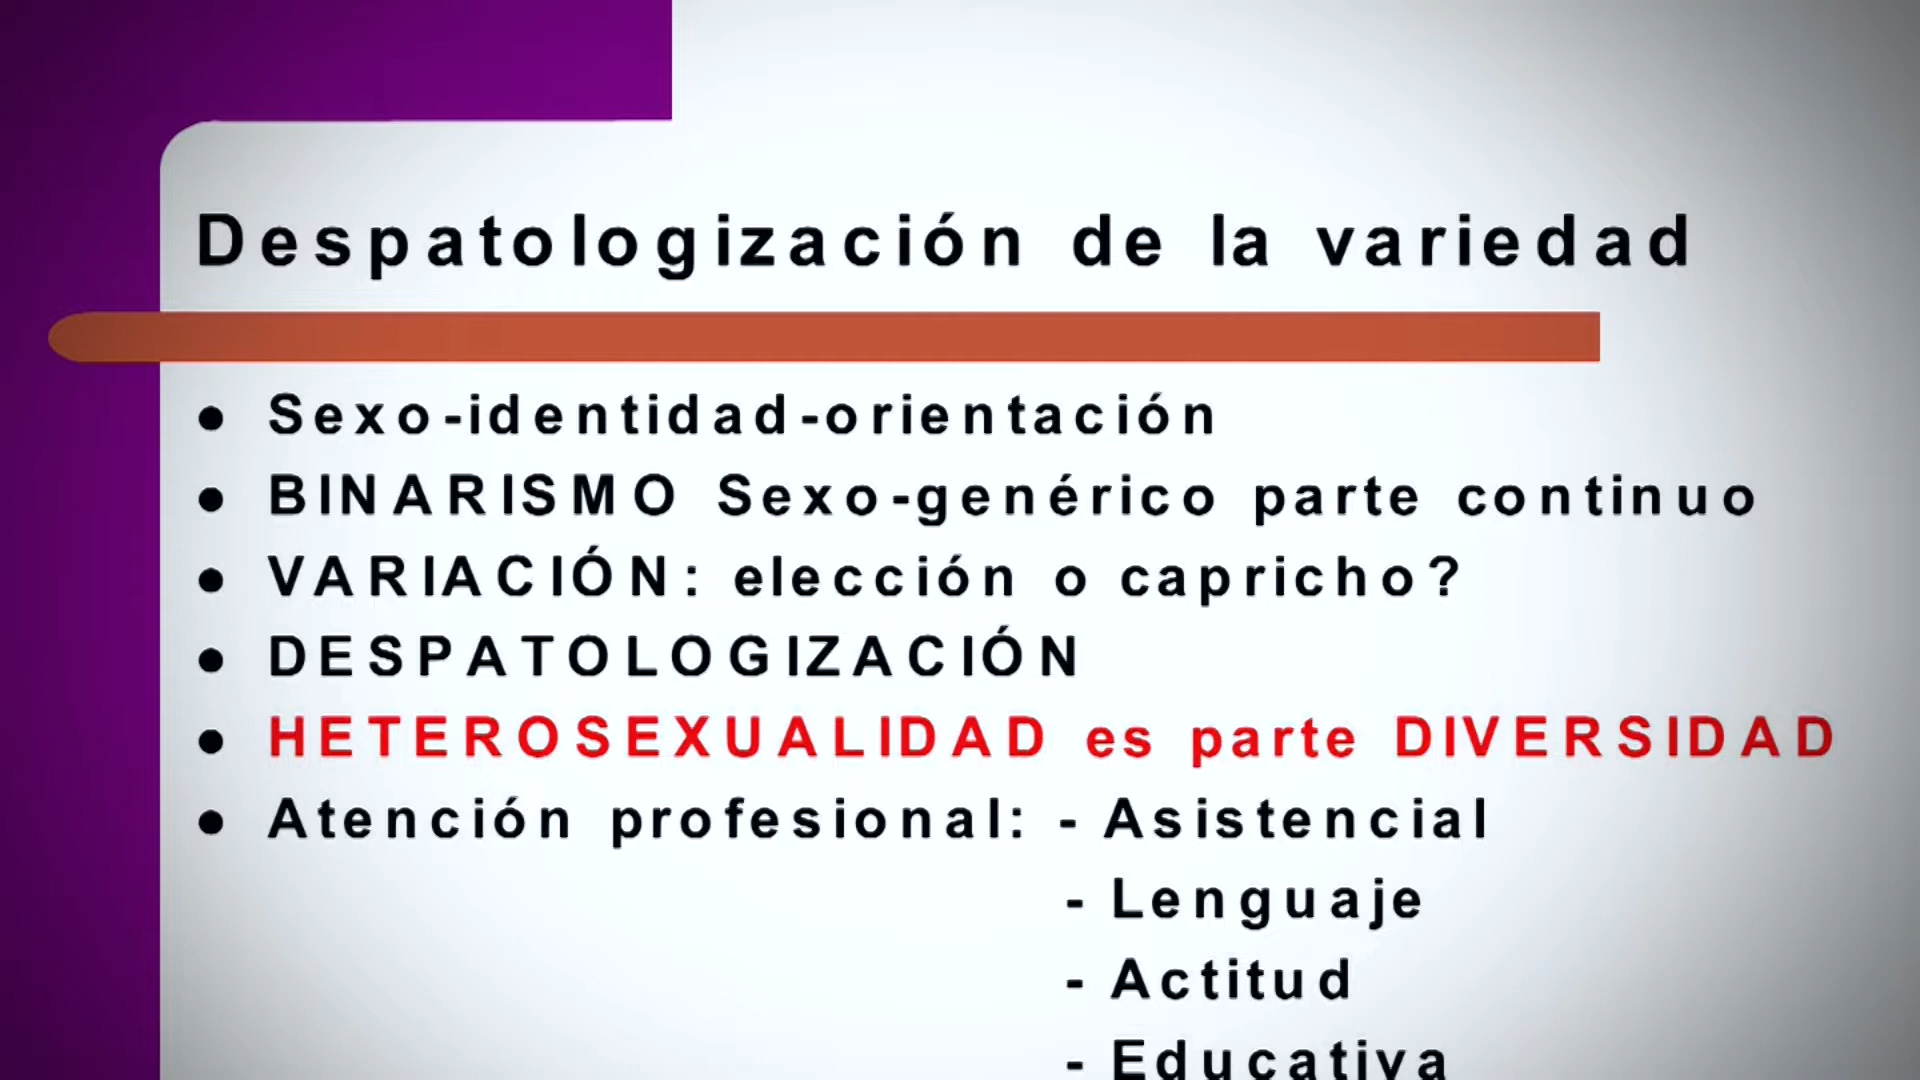 Despatologización de la variedad
● Sexo-identidad-orientación
● BINARISMO Sexo-genérico parte continuo
● VARIACIÓN: elección o capricho?
● DESPATOLOGIZACIÓN
● HETEROSEXUALIDAD es parte DIVERSIDAD
● Atención profesional: - Asistencial
- Lenguaje
- Actitud
- Educativa